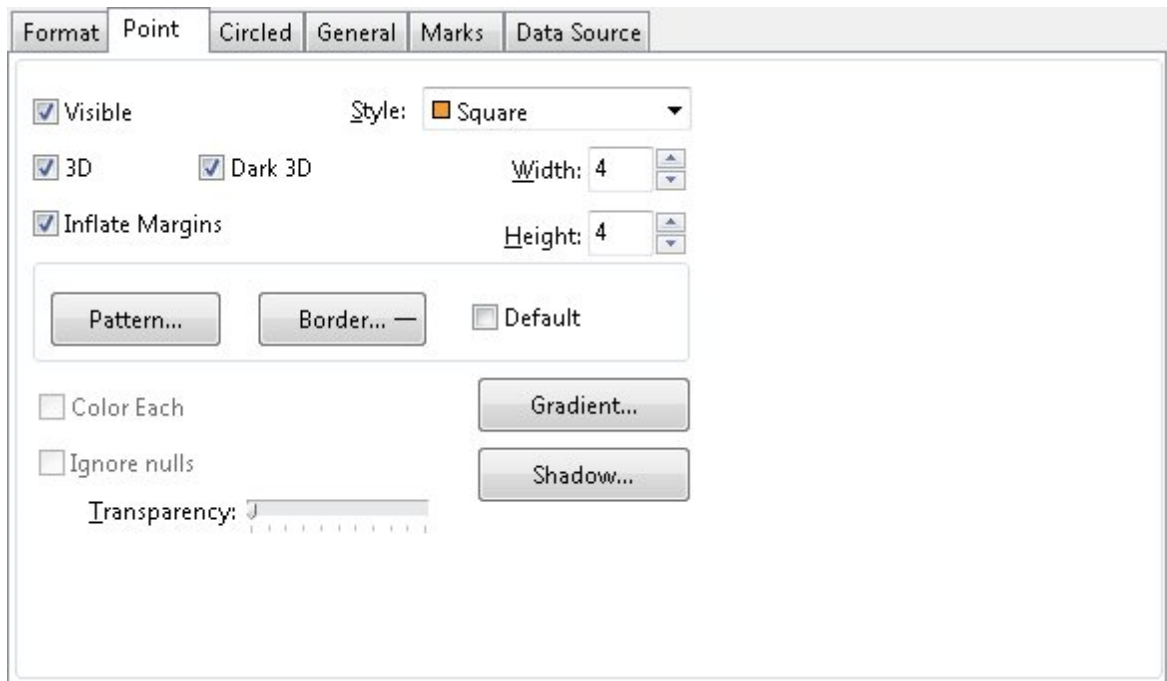 Format Point Circled General Marks Data Source
Visible Style: Square
3D Dark 3D Width: 4
Inflate Margins Height: 4
Pattern... Border... Default
Color Each Gradient...
Ignore nulls Shadow...
Transparency: